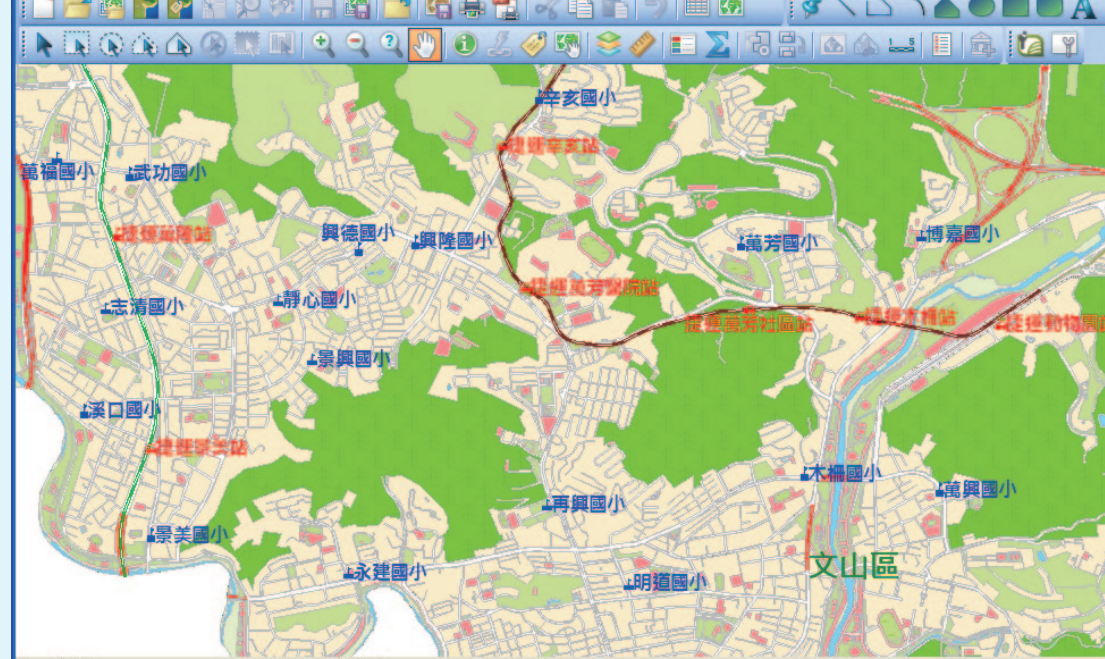 辛亥國小
捷運辛亥站
萬福國小
武功國小
捷運萬隆站
興德國小
興隆國小
萬芳國小
博嘉國小
捷運萬芳醫院站
志清國小
靜心國小
捷運萬芳社區站
捷運木柵站
捷運動物園
景興國小
溪口國小
捷運景美站
木柵國小
萬興國小
再興國小
景美國小
文山區
永建國小
明道國小